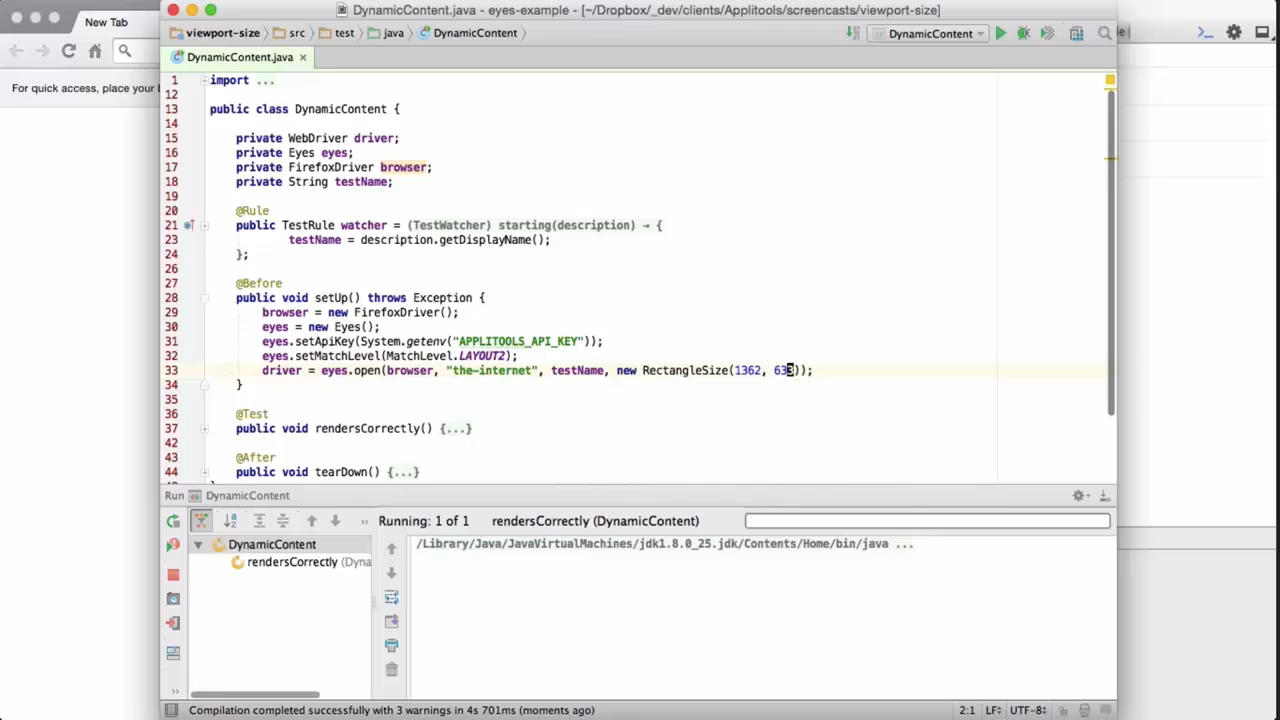 New Tab
DynamicContent.java - eyes-example - [~/Dropbox/_dev/clients/Applitools/screencasts/viewport-size]
viewport-size src test java DynamicContent
DynamicContent
DynamicContent.java
For quick access, place your b
1 import ...
12
13 public class DynamicContent {
14
15 private WebDriver driver;
16 private Eyes eyes;
17 private FirefoxDriver browser;
18 private String testName;
19
20 @Rule
21 public TestRule watcher = (TestWatcher) starting(description) → {
23 testName = description.getDisplayName();
24 };
26
27 @Before
28 public void setUp() throws Exception {
29 browser = new FirefoxDriver();
30 eyes = new Eyes();
31 eyes.setApiKey(System.getenv("APPLITOOLS_API_KEY"));
32 eyes.setMatchLevel(MatchLevel.LAYOUT2);
33 driver = eyes.open(browser, "the-internet", testName, new RectangleSize(1362, 633));
34 }
35
36 @Test
37 public void rendersCorrectly() {...}
42
43 @After
44 public void tearDown() {...}
Run DynamicContent
Running: 1 of 1 rendersCorrectly (DynamicContent)
DynamicContent
rendersCorrectly (Dyna
/Library/Java/JavaVirtualMachines/jdk1.8.0_25.jdk/Contents/Home/bin/java ...
Compilation completed successfully with 3 warnings in 4s 701ms (moments ago)
2:1 LF UTF-8